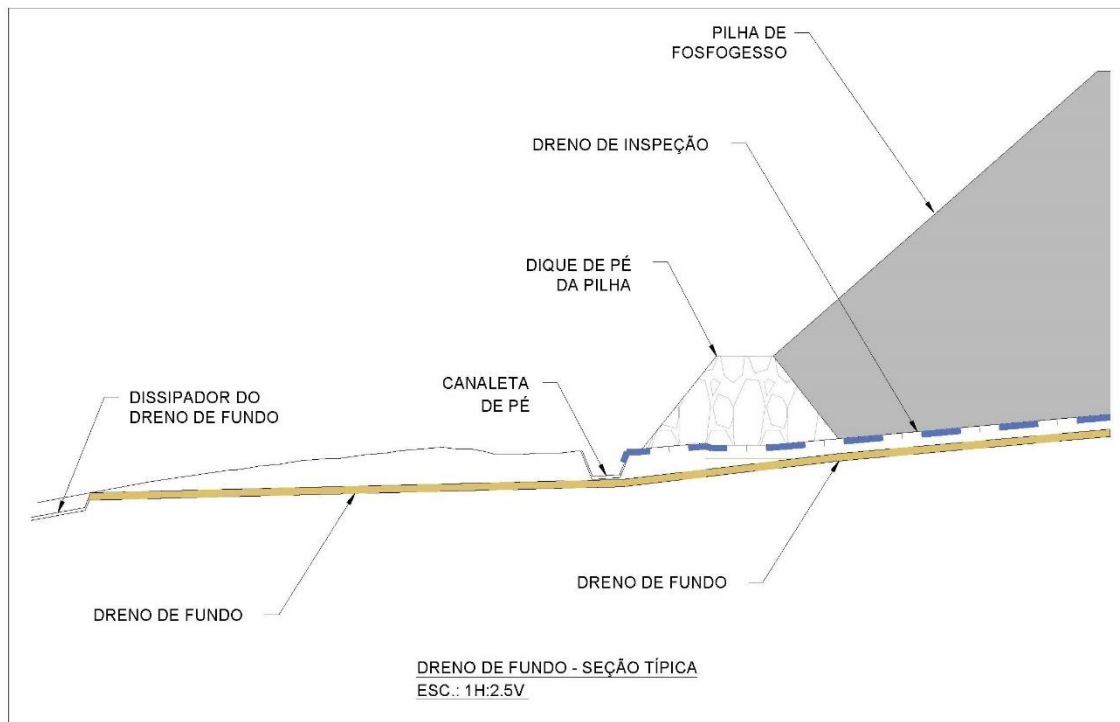 PILHA DE
FOSFOGESSO
DRENO DE INSPEÇÃO
DIQUE DE PÉ
DA PILHA
CANALETA
DE PÉ
DISSIPADOR DO
DRENO DE FUNDO
DRENO DE FUNDO
DRENO DE FUNDO
DRENO DE FUNDO - SEÇÃO TÍPICA
ESC.: 1H:2.5V